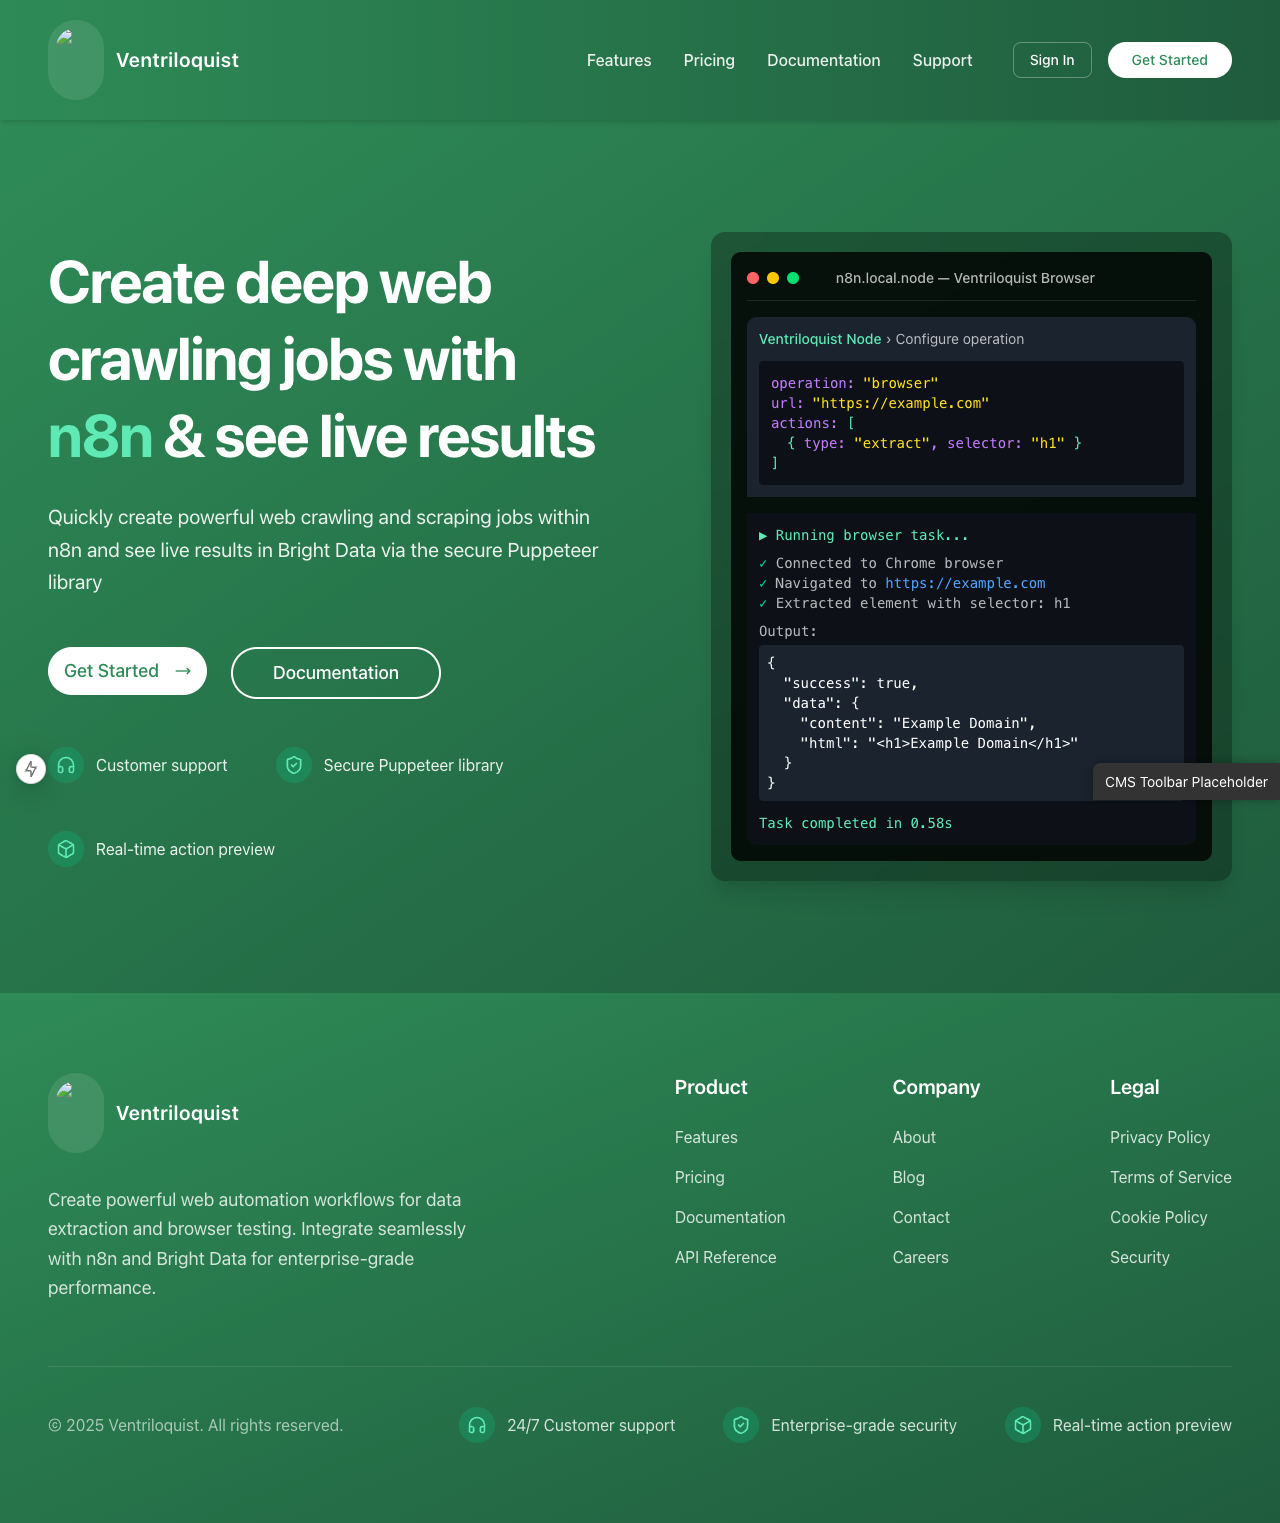 Ventriloquist
Features Pricing Documentation Support Sign In Get Started
Create deep web
crawling jobs with
n8n & see live results
Quickly create powerful web crawling and scraping jobs within
n8n and see live results in Bright Data via the secure Puppeteer
library
Get Started →
Documentation
Customer support
Secure Puppeteer library
Real-time action preview
n8n.local.node — Ventriloquist Browser
Ventriloquist Node › Configure operation
operation: "browser"
url: "https://example.com"
actions: [
{ type: "extract", selector: "h1" }
]
▶ Running browser task...
✓ Connected to Chrome browser
✓ Navigated to https://example.com
✓ Extracted element with selector: h1
Output:
{
"success": true,
"data": {
"content": "Example Domain",
"html": "<h1>Example Domain</h1>"
}
}
Task completed in 0.58s
CMS Toolbar Placeholder
Ventriloquist
Create powerful web automation workflows for data
extraction and browser testing. Integrate seamlessly
with n8n and Bright Data for enterprise-grade
performance.
Product
Features
Pricing
Documentation
API Reference
Company
About
Blog
Contact
Careers
Legal
Privacy Policy
Terms of Service
Cookie Policy
Security
© 2025 Ventriloquist. All rights reserved.
24/7 Customer support
Enterprise-grade security
Real-time action preview